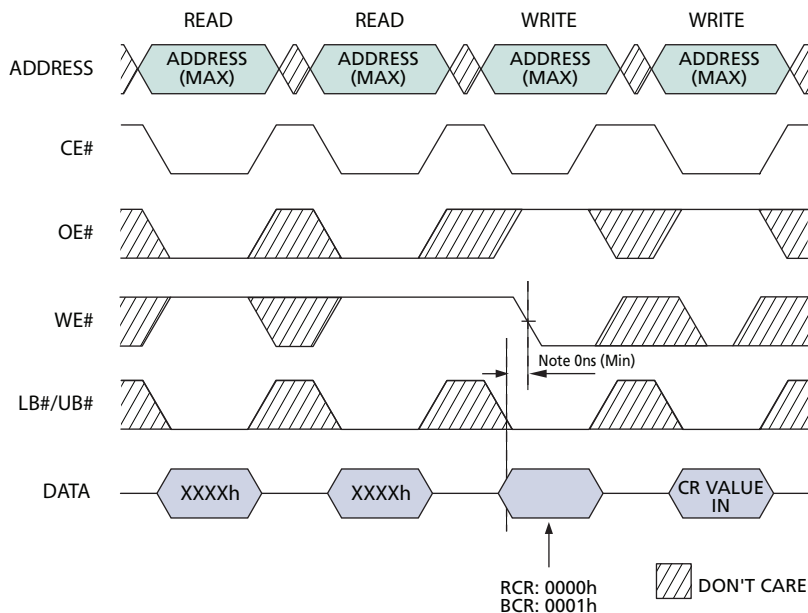 READ READ WRITE WRITE
ADDRESS
ADDRESS
(MAX)
ADDRESS
(MAX)
ADDRESS
(MAX)
ADDRESS
(MAX)
CE#
OE#
WE#
Note 0ns (Min)
LB#/UB#
DATA
XXXXh
XXXXh
CR VALUE
IN
RCR: 0000h
BCR: 0001h
DON'T CARE